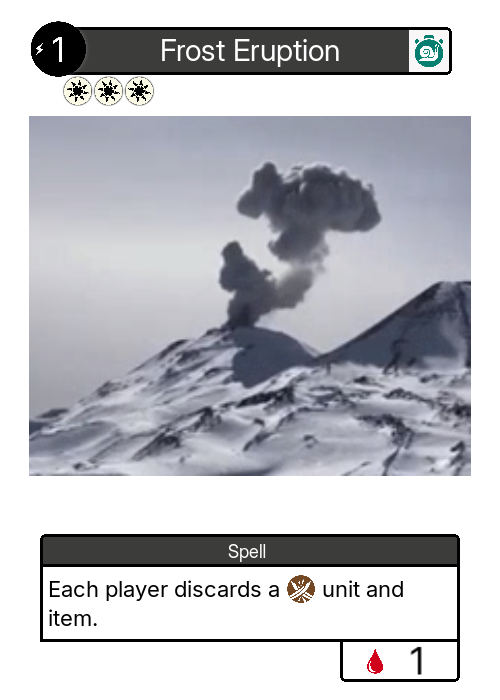 1
Frost Eruption
Spell
Each player discards a unit and
item.
1